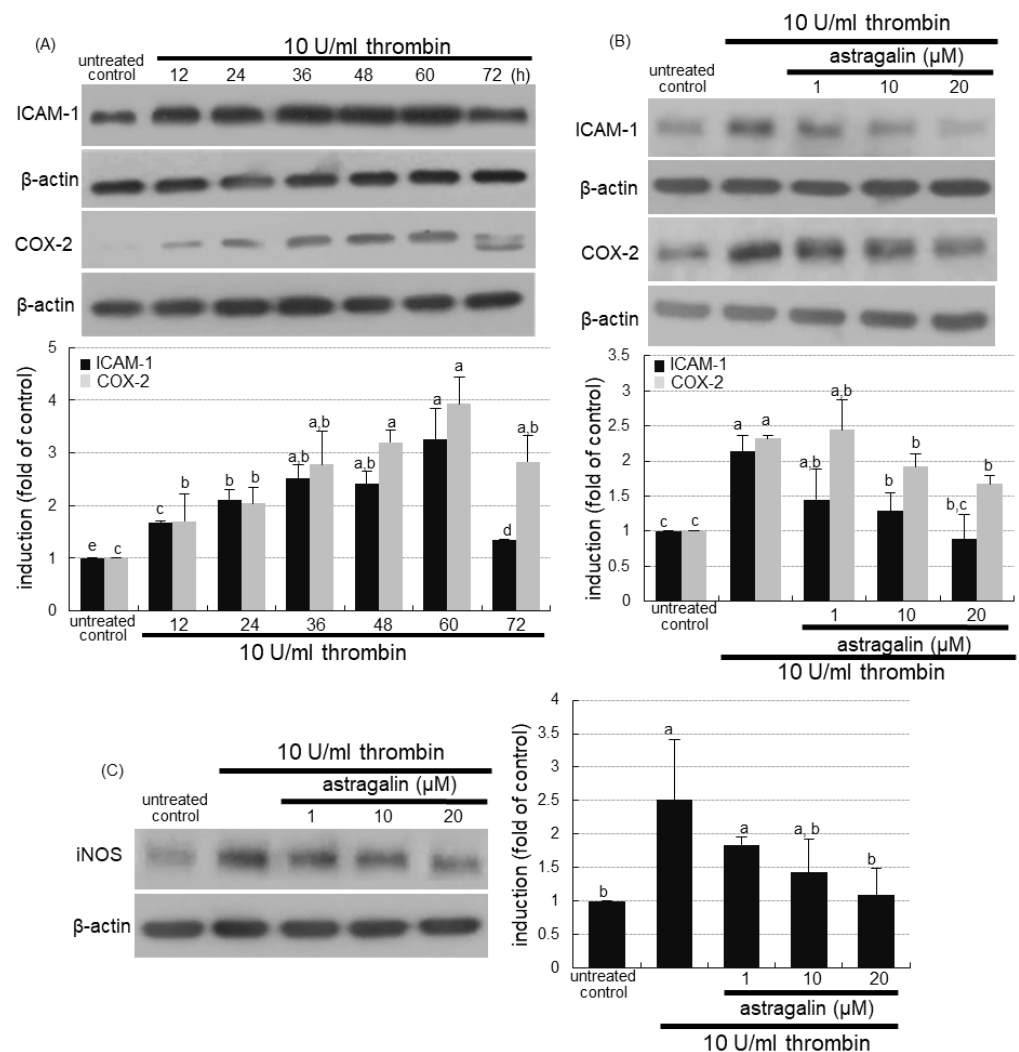 (A)
10 U/ml thrombin
untreated
control
12 24 36 48 60 72 (h)
ICAM-1
β-actin
COX-2
β-actin
5
4
3
2
1
0
induction (fold of control)
ICAM-1
COX-2
e c
c b
b b
a,b a,b
a,b a
a a
d a,b
untreated
control
12 24 36 48 60 72
10 U/ml thrombin
(B)
10 U/ml thrombin
astragalin (µM)
untreated
control
1 10 20
ICAM-1
β-actin
COX-2
β-actin
3.5
3
2.5
2
1.5
1
0.5
0
induction (fold of control)
ICAM-1
COX-2
c c
a a
a,b a,b
b b
b,c b
untreated
control
1 10 20
astragalin (µM)
10 U/ml thrombin
(C)
10 U/ml thrombin
astragalin (µM)
untreated
control
1 10 20
iNOS
β-actin
4
3.5
3
2.5
2
1.5
1
0.5
0
induction (fold of control)
b
a
a
a, b
b
untreated
control
1 10 20
astragalin (µM)
10 U/ml thrombin